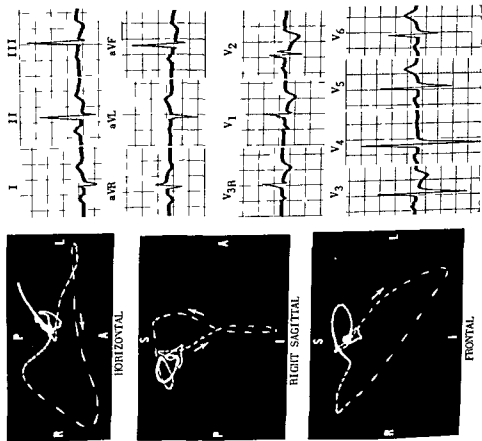 I II III
aVR aVL aVF
V3R V1 V2
V3 V4 V5 V6
P
R L
A
HORIZONTAL
S
P A
I
RIGHT SAGITTAL
S
R L
I
FRONTAL